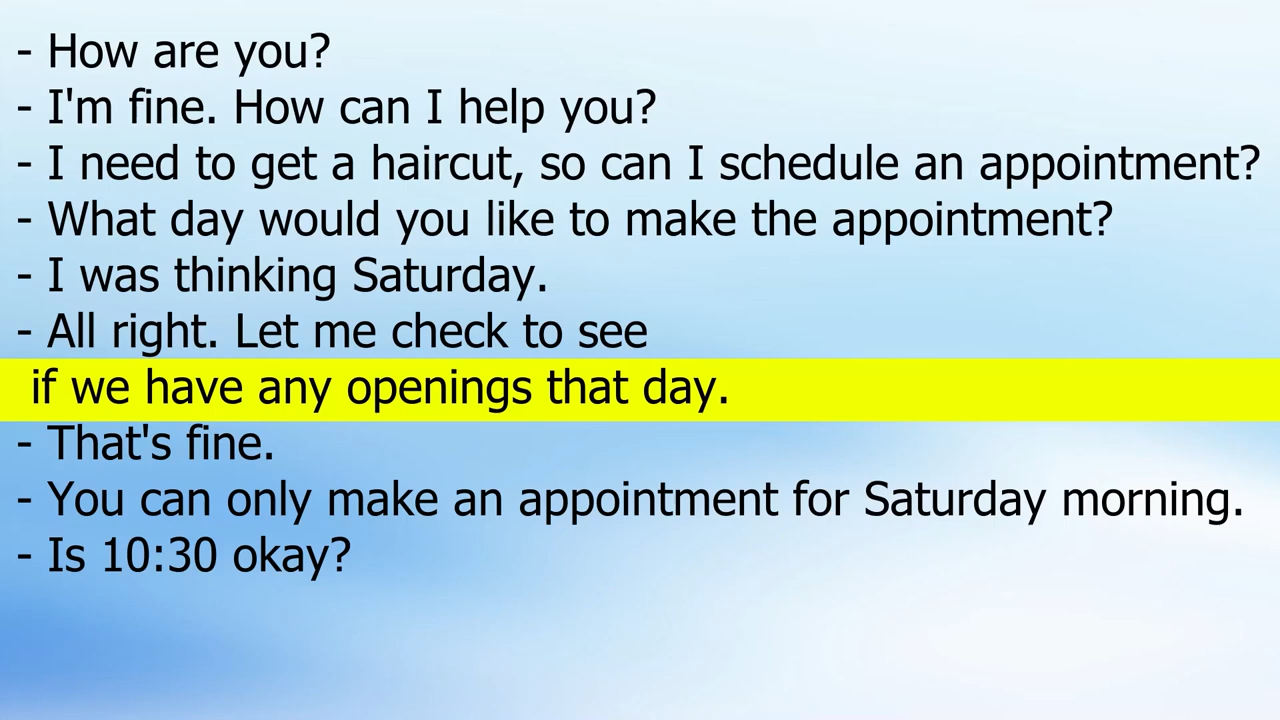 - How are you?
- I'm fine. How can I help you?
- I need to get a haircut, so can I schedule an appointment?
- What day would you like to make the appointment?
- I was thinking Saturday.
- All right. Let me check to see
if we have any openings that day.
- That's fine.
- You can only make an appointment for Saturday morning.
- Is 10:30 okay?